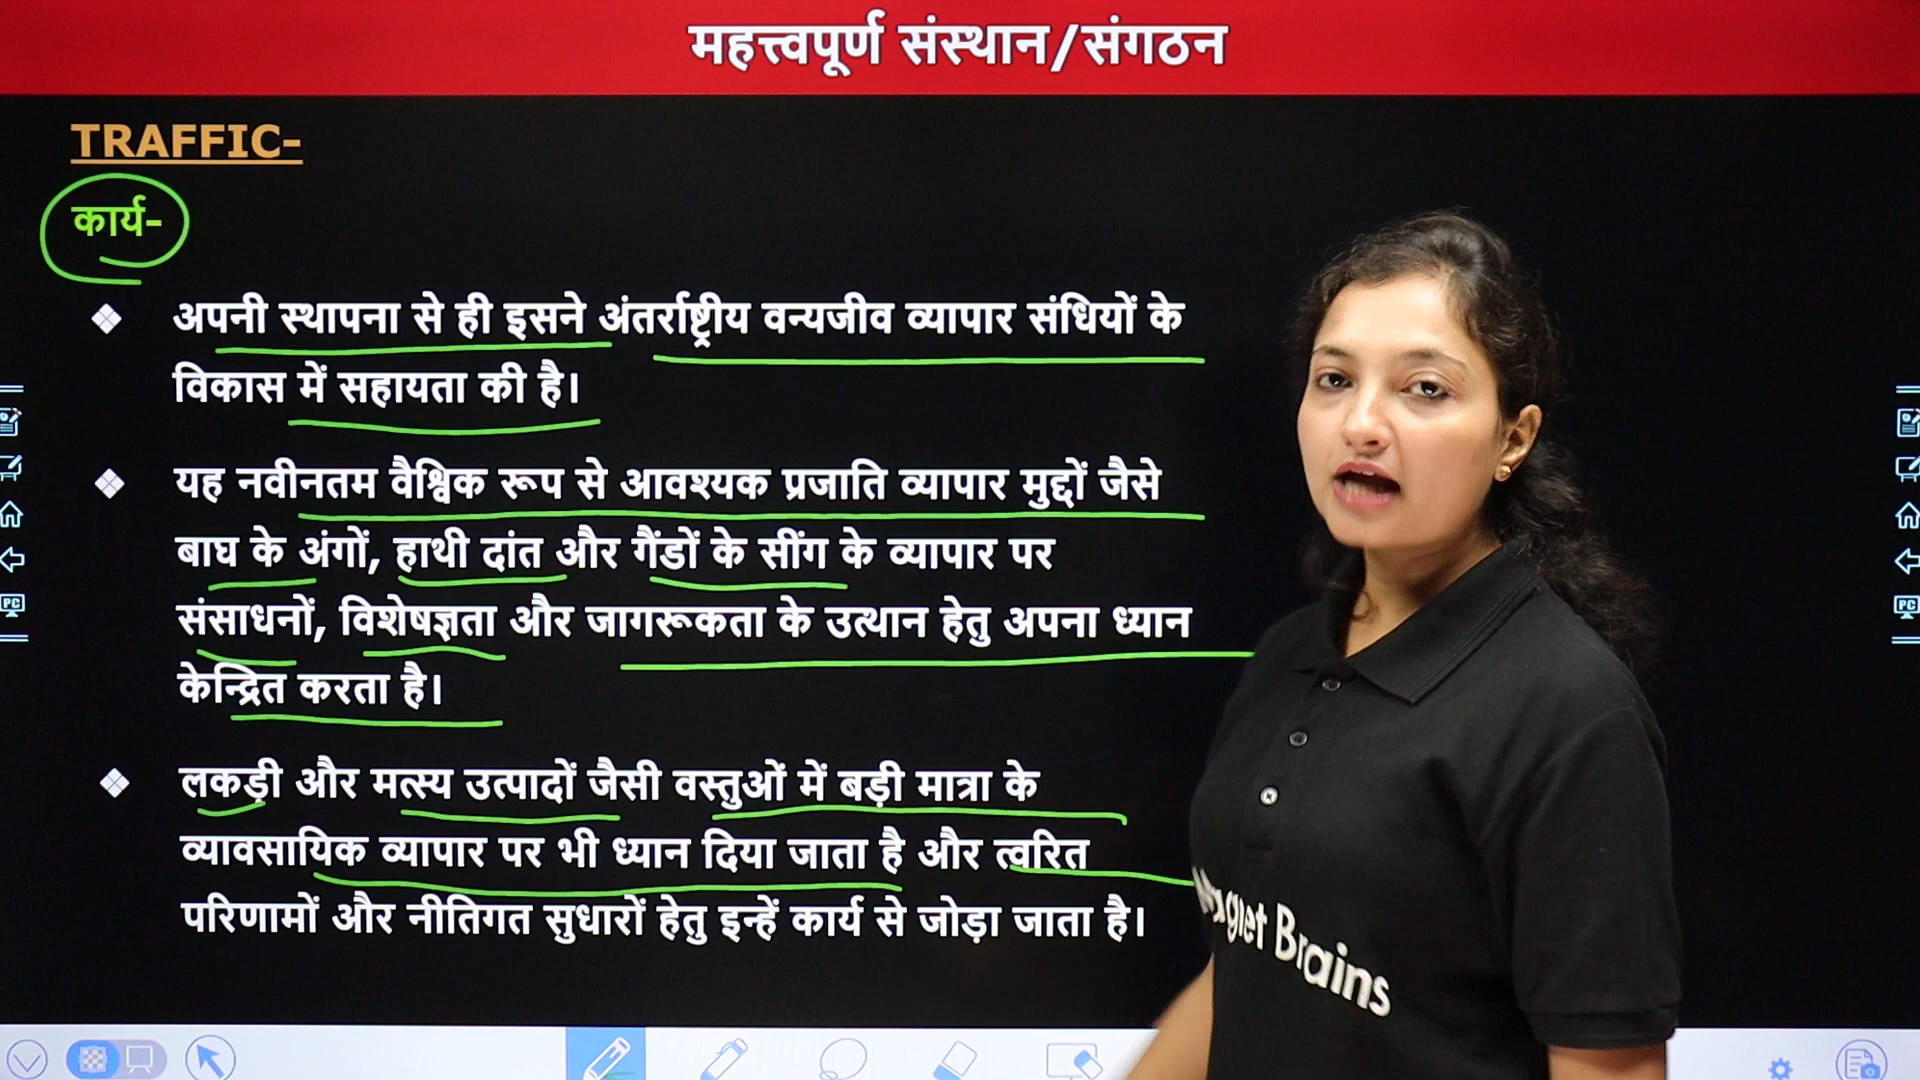 महत्त्वपूर्ण संस्थान/संगठन
TRAFFIC-
कार्य-
❖ अपनी स्थापना से ही इसने अंतर्राष्ट्रीय वन्यजीव व्यापार संधियों के
विकास में सहायता की है।
❖ यह नवीनतम वैश्विक रूप से आवश्यक प्रजाति व्यापार मुद्दों जैसे
बाघ के अंगों, हाथी दांत और गैंडों के सींग के व्यापार पर
संसाधनों, विशेषज्ञता और जागरूकता के उत्थान हेतु अपना ध्यान
केन्द्रित करता है।
❖ लकड़ी और मत्स्य उत्पादों जैसी वस्तुओं में बड़ी मात्रा के
व्यावसायिक व्यापार पर भी ध्यान दिया जाता है और त्वरित
परिणामों और नीतिगत सुधारों हेतु इन्हें कार्य से जोड़ा जाता है।
Brains
PC
PC